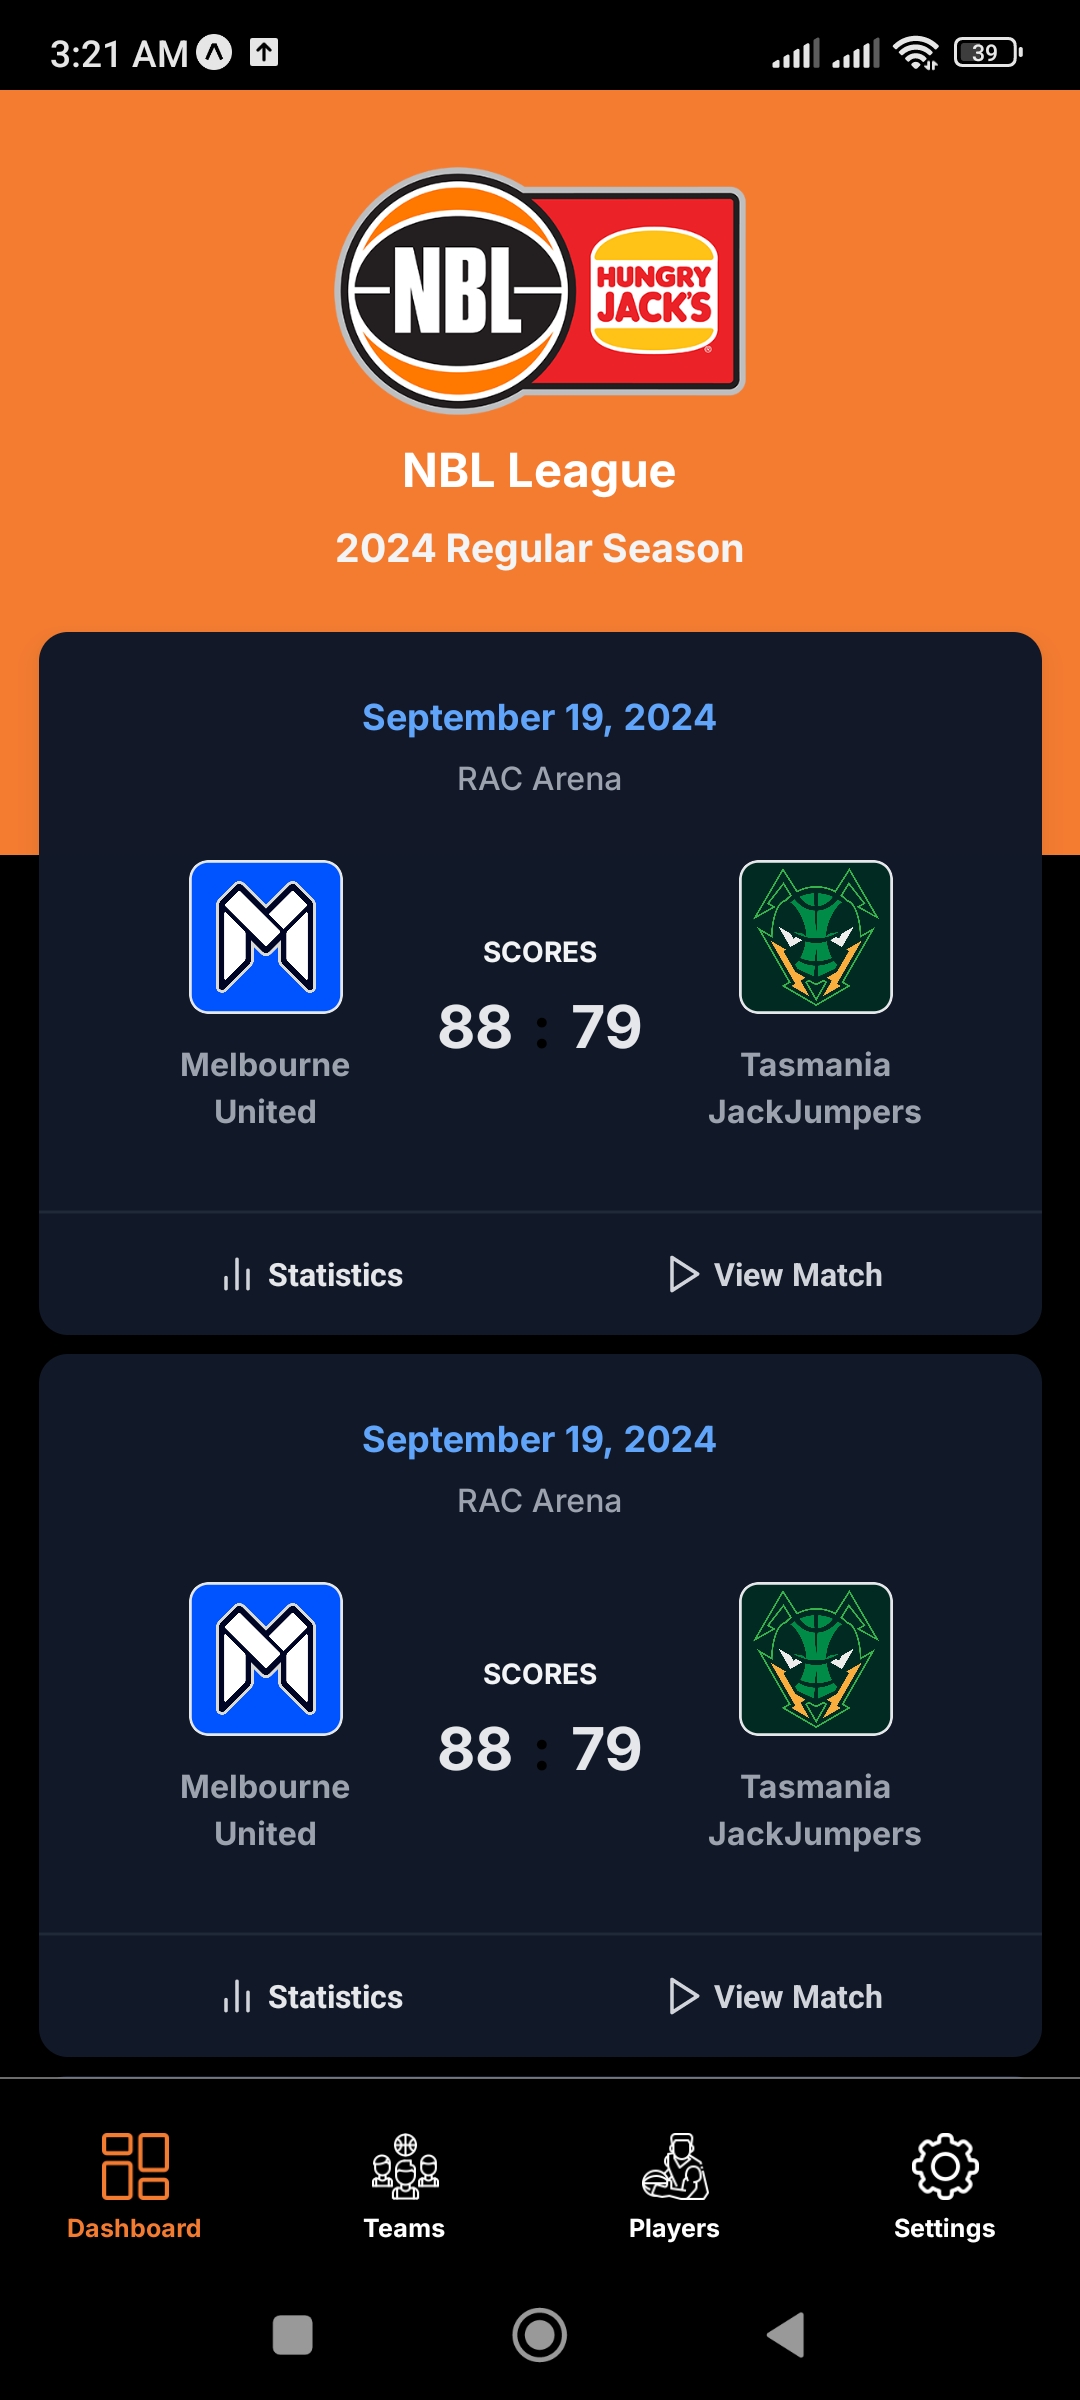 3:21 AM
39
NBL
HUNGRY
JACK'S
®
NBL League
2024 Regular Season
September 19, 2024
RAC Arena
SCORES
88 : 79
Melbourne
United
Tasmania
JackJumpers
Statistics
View Match
September 19, 2024
RAC Arena
SCORES
88 : 79
Melbourne
United
Tasmania
JackJumpers
Statistics
View Match
Dashboard
Teams
Players
Settings